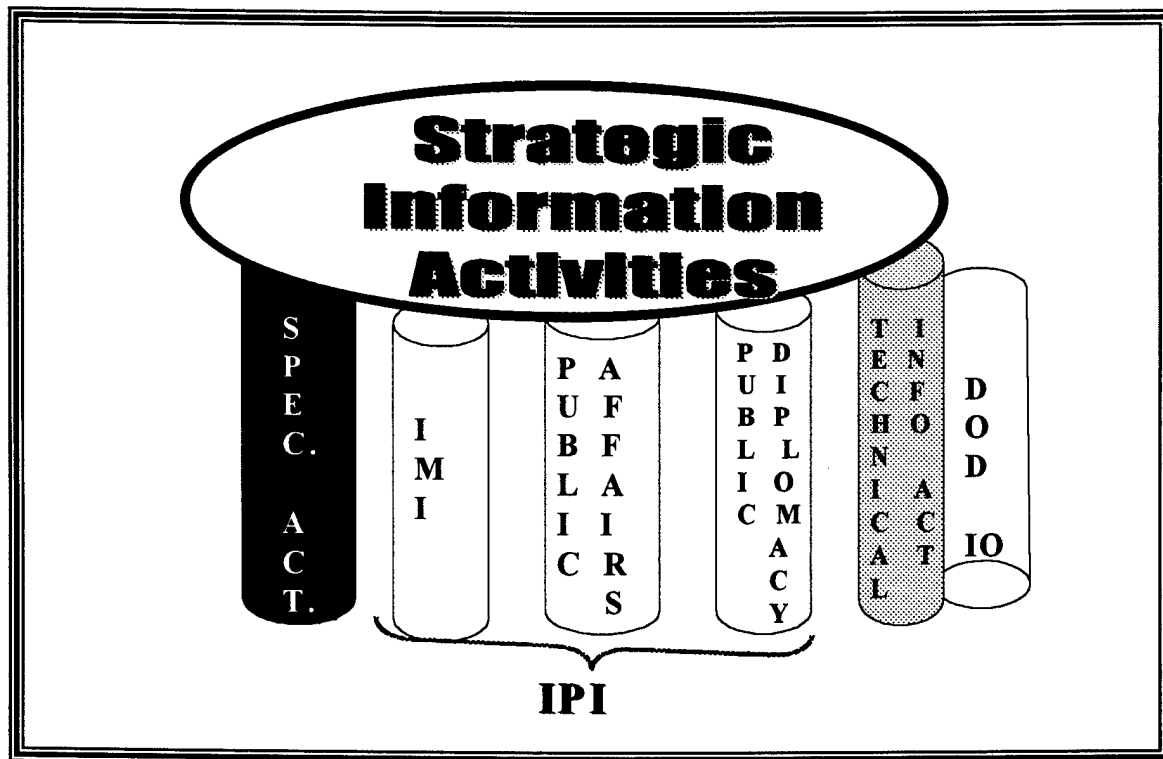 Strategic
Information
Activities
SPEC. ACT.
IMI
PUBLIC
AFFAIRS
PUBLIC
DIPLOMACY
TECHNICAL
INFO ACT
DOD IO
IPI